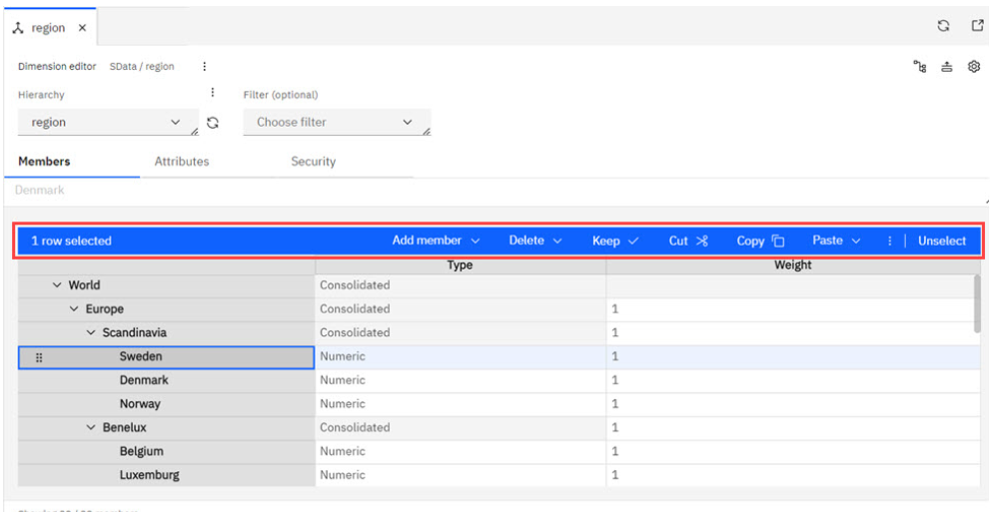 region
Dimension editor SData / region
Hierarchy Filter (optional)
region Choose filter
Members Attributes Security
Denmark
1 row selected Add member Delete Keep Cut Copy Paste Unselect
Type Weight
World Consolidated
Europe Consolidated 1
Scandinavia Consolidated 1
Sweden Numeric 1
Denmark Numeric 1
Norway Numeric 1
Benelux Consolidated 1
Belgium Numeric 1
Luxemburg Numeric 1